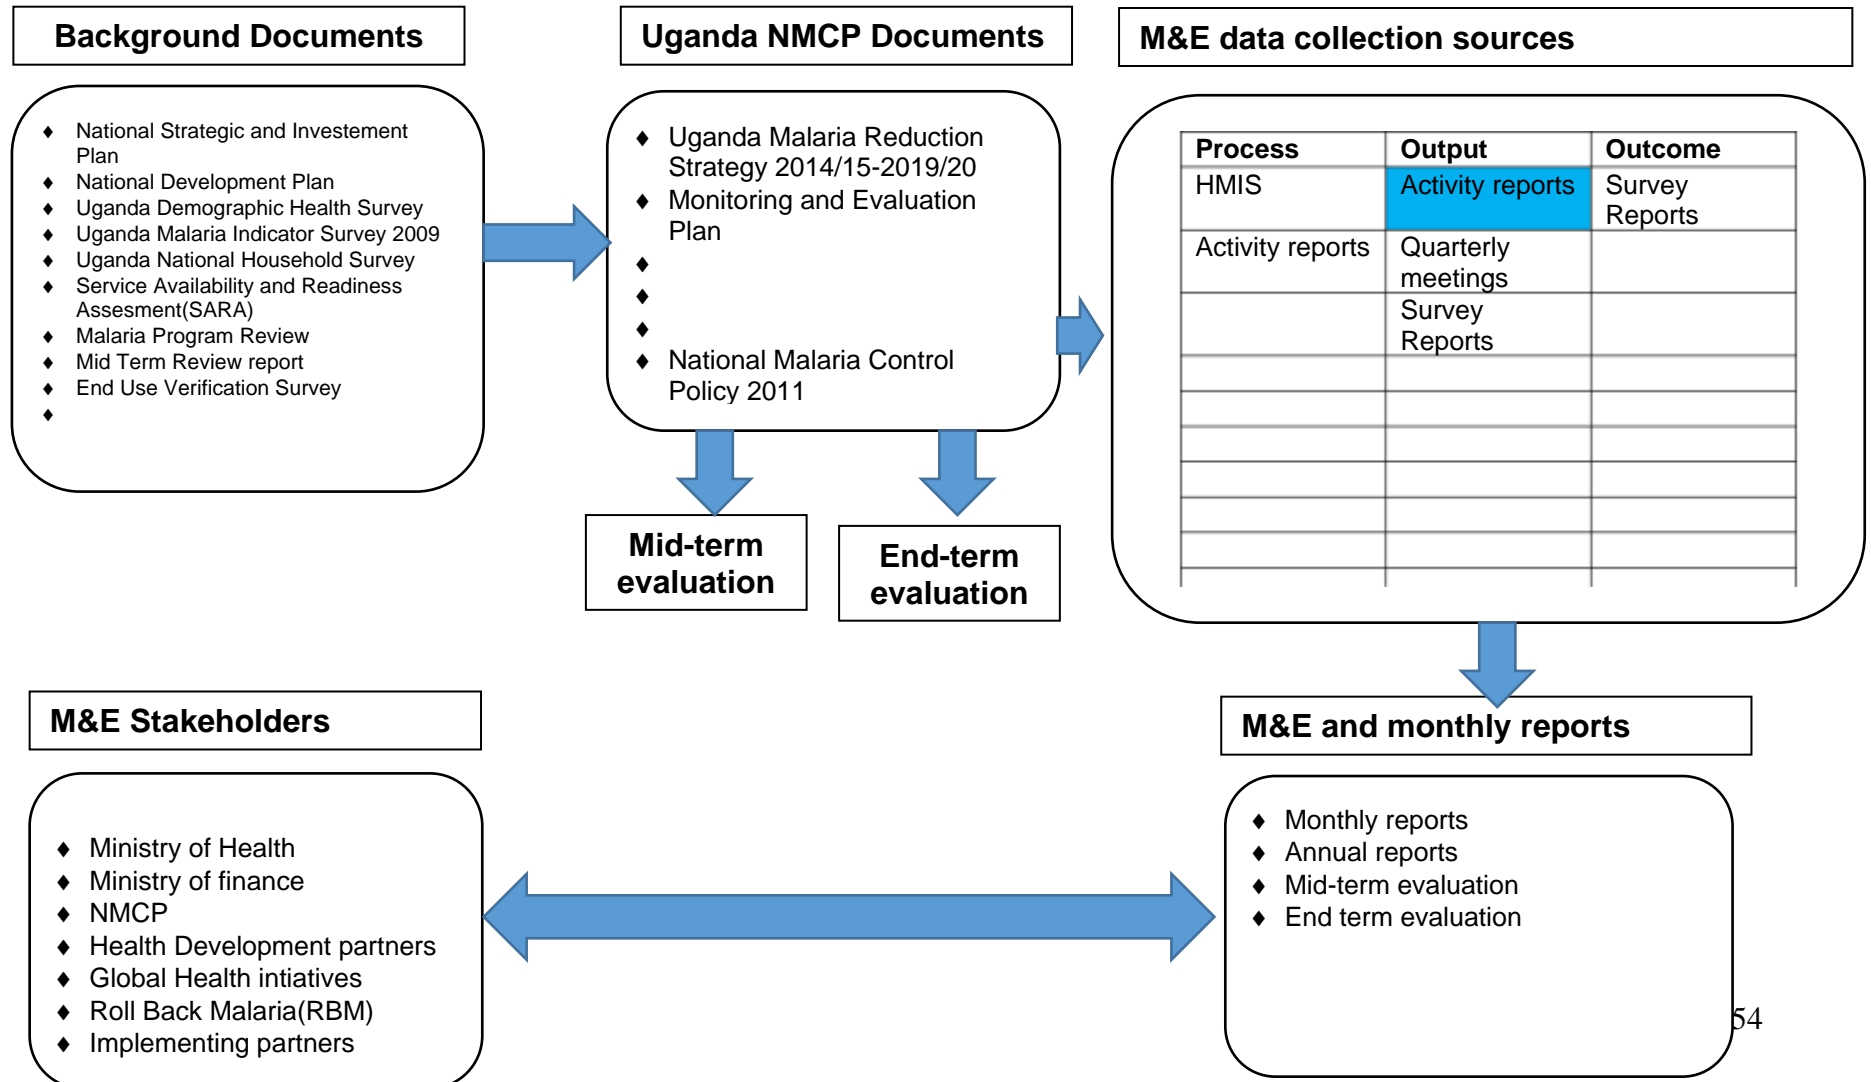 Background Documents
♦ National Strategic and Investement
Plan
♦ National Development Plan
♦ Uganda Demographic Health Survey
♦ Uganda Malaria Indicator Survey 2009
♦ Uganda National Household Survey
♦ Service Availability and Readiness
Assesment(SARA)
♦ Malaria Program Review
♦ Mid Term Review report
♦ End Use Verification Survey
♦
Uganda NMCP Documents
♦ Uganda Malaria Reduction
Strategy 2014/15-2019/20
♦ Monitoring and Evaluation
Plan
♦
♦
♦
♦ National Malaria Control
Policy 2011
Mid-term
evaluation
End-term
evaluation
M&E data collection sources
Process Output Outcome
HMIS Activity reports Survey
Reports
Activity reports Quarterly
meetings
Survey
Reports
M&E Stakeholders
♦ Ministry of Health
♦ Ministry of finance
♦ NMCP
♦ Health Development partners
♦ Global Health intiatives
♦ Roll Back Malaria(RBM)
♦ Implementing partners
M&E and monthly reports
♦ Monthly reports
♦ Annual reports
♦ Mid-term evaluation
♦ End term evaluation
54